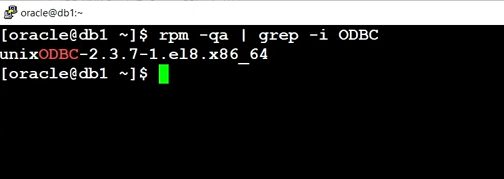 oracle@db1:~
[oracle@db1 ~]$ rpm -qa | grep -i ODBC
unixODBC-2.3.7-1.el8.x86_64
[oracle@db1 ~]$